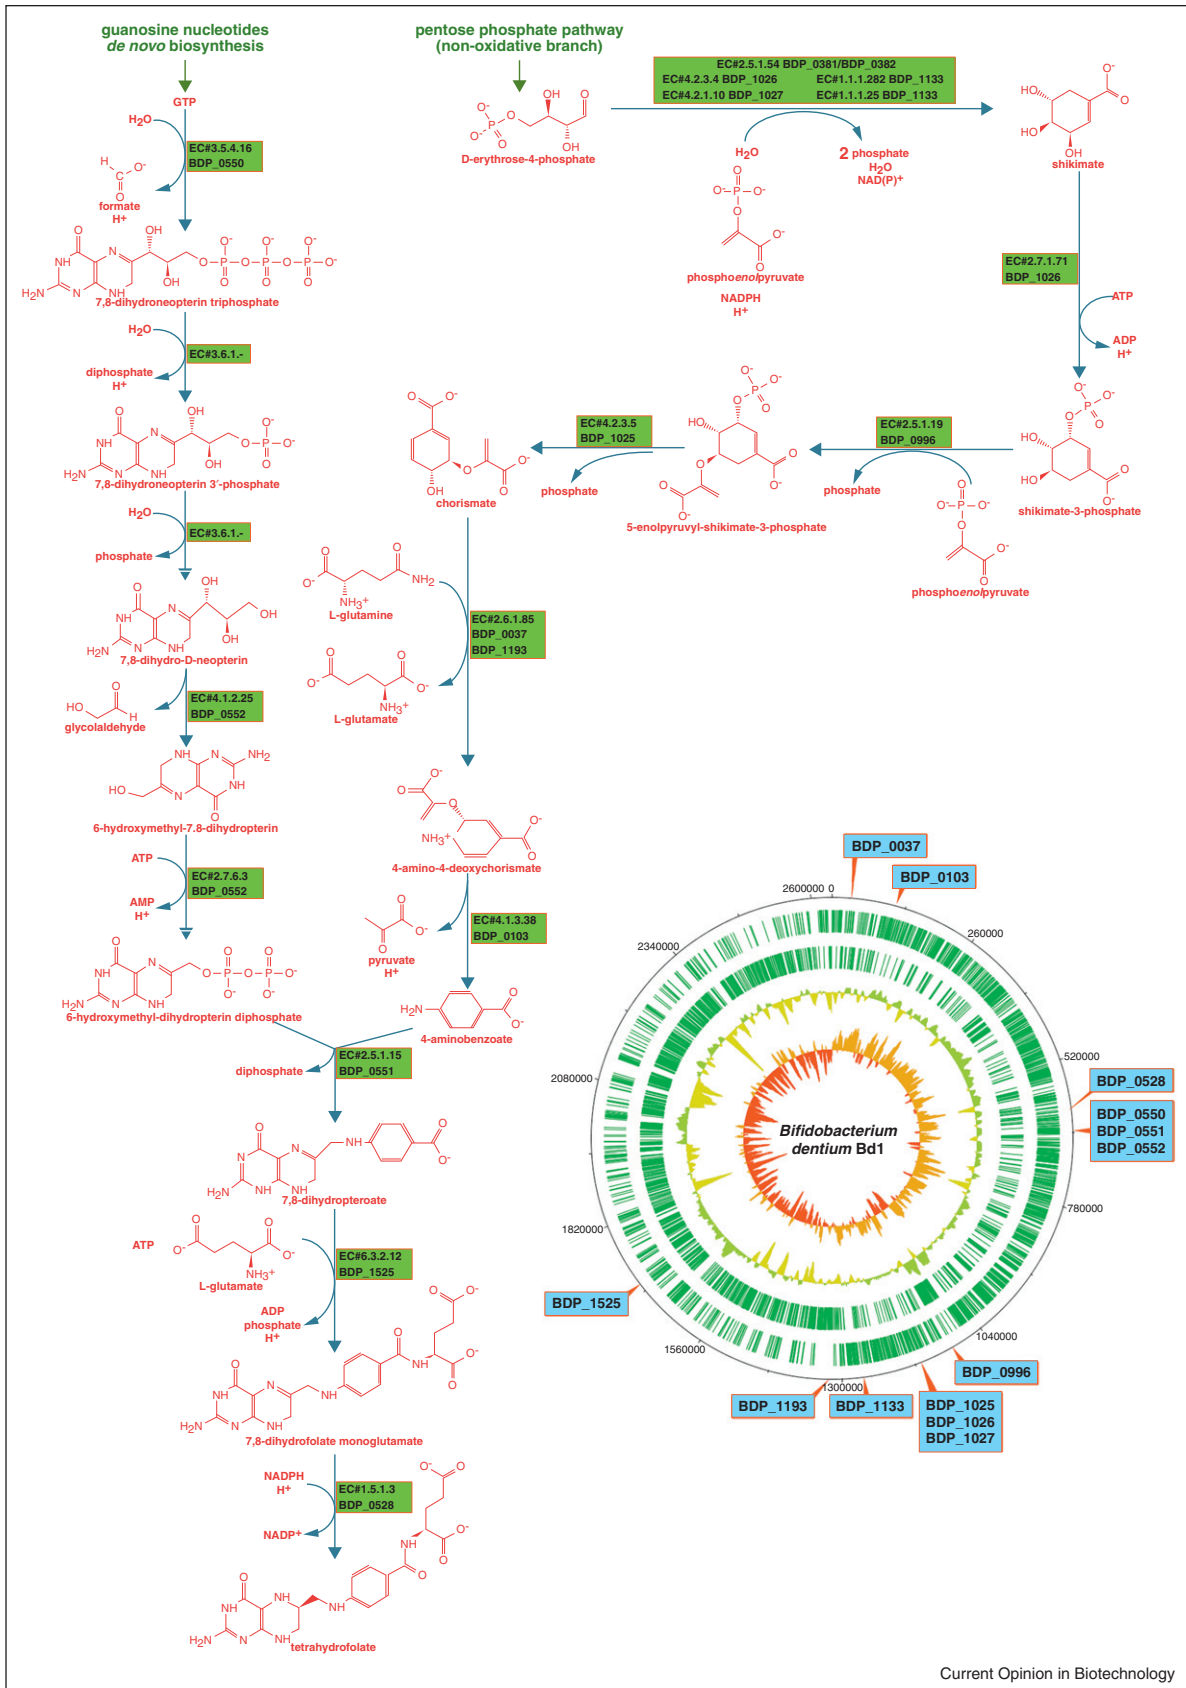 guanosine nucleotides
de novo biosynthesis
GTP
H2O
EC#3.5.4.16
BDP_0550
H
O-
C
O
formate
H+
7,8-dihydroneopterin triphosphate
H2O
EC#3.6.1.-
diphosphate
H+
7,8-dihydroneopterin 3′-phosphate
H2O
EC#3.6.1.-
phosphate
7,8-dihydro-D-neopterin
EC#4.1.2.25
BDP_0552
glycolaldehyde
6-hydroxymethyl-7.8-dihydropterin
ATP
EC#2.7.6.3
BDP_0552
AMP
H+
6-hydroxymethyl-dihydropterin diphosphate
pentose phosphate pathway
(non-oxidative branch)
D-erythrose-4-phosphate
EC#2.5.1.54 BDP_0381/BDP_0382
EC#4.2.3.4 BDP_1026 EC#1.1.1.282 BDP_1133
EC#4.2.1.10 BDP_1027 EC#1.1.1.25 BDP_1133
H2O
phosphoenolpyruvate
NADPH
H+
2 phosphate
H2O
NAD(P)+
shikimate
EC#2.7.1.71
BDP_1026
ATP
ADP
H+
shikimate-3-phosphate
EC#2.5.1.19
BDP_0996
phosphate
phosphoenolpyruvate
5-enolpyruvyl-shikimate-3-phosphate
EC#4.2.3.5
BDP_1025
phosphate
chorismate
L-glutamine
EC#2.6.1.85
BDP_0037
BDP_1193
L-glutamate
4-amino-4-deoxychorismate
EC#4.1.3.38
BDP_0103
pyruvate
H+
4-aminobenzoate
EC#2.5.1.15
BDP_0551
diphosphate
7,8-dihydropteroate
ATP
L-glutamate
EC#6.3.2.12
BDP_1525
ADP
phosphate
H+
7,8-dihydrofolate monoglutamate
NADPH
H+
EC#1.5.1.3
BDP_0528
NADP+
tetrahydrofolate
BDP_0037
BDP_0103
2600000 0
260000
2340000
520000
BDP_0528
2080000
BDP_0550
BDP_0551
BDP_0552
Bifidobacterium
dentium Bd1
780000
1820000
BDP_1525
1040000
1560000
BDP_0996
1300000
BDP_1193
BDP_1133
BDP_1025
BDP_1026
BDP_1027
Current Opinion in Biotechnology